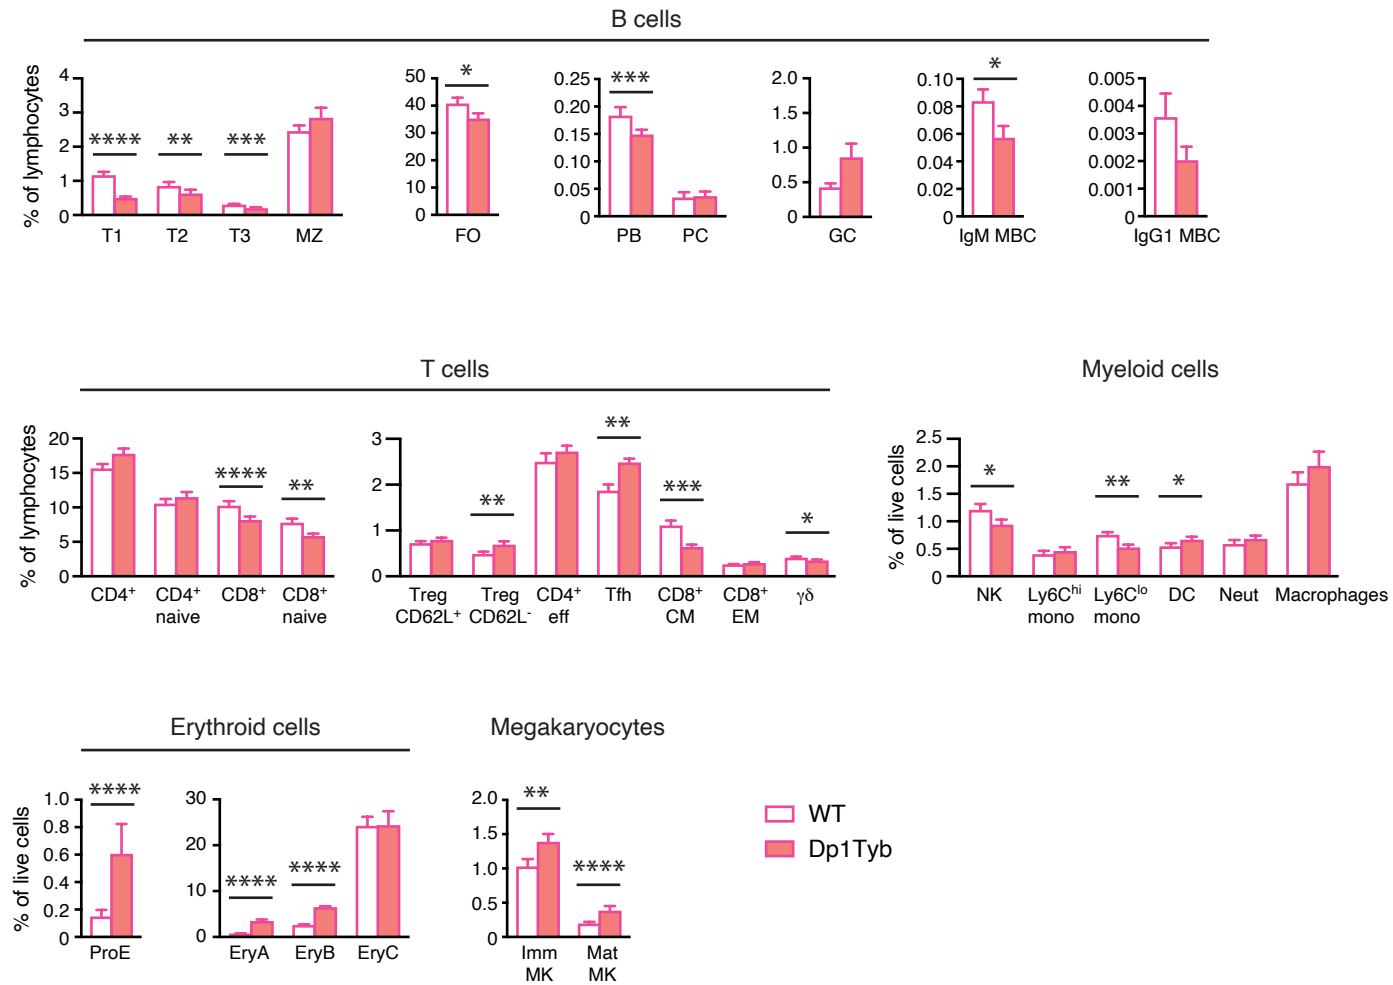 B cells
% of lymphocytes
4
3
2
1
0
**** ** ***
T1 T2 T3 MZ
50
40
30
20
10
0
*
FO
0.25
0.20
0.15
0.10
0.05
0
***
PB PC
2.0
1.5
1.0
0.5
0
GC
0.10
0.08
0.06
0.04
0.02
0
*
IgM MBC
0.005
0.004
0.003
0.002
0.001
0
IgG1 MBC
T cells
% of lymphocytes
20
15
10
5
0
**** **
CD4+ CD4+ naive CD8+ CD8+ naive
3
2
1
0
** ** *** *
Treg CD62L+ Treg CD62L- CD4+ eff Tfh CD8+ CM CD8+ EM γδ
Myeloid cells
% of live cells
2.5
2.0
1.5
1.0
0.5
0
* ** *
NK Ly6Chi mono Ly6Clo mono DC Neut Macrophages
Erythroid cells
% of live cells
1.0
0.8
0.6
0.4
0.2
0
****
ProE
30
20
10
0
**** ****
EryA EryB EryC
Megakaryocytes
2.0
1.5
1.0
0.5
0
** ****
Imm MK Mat MK
WT
Dp1Tyb